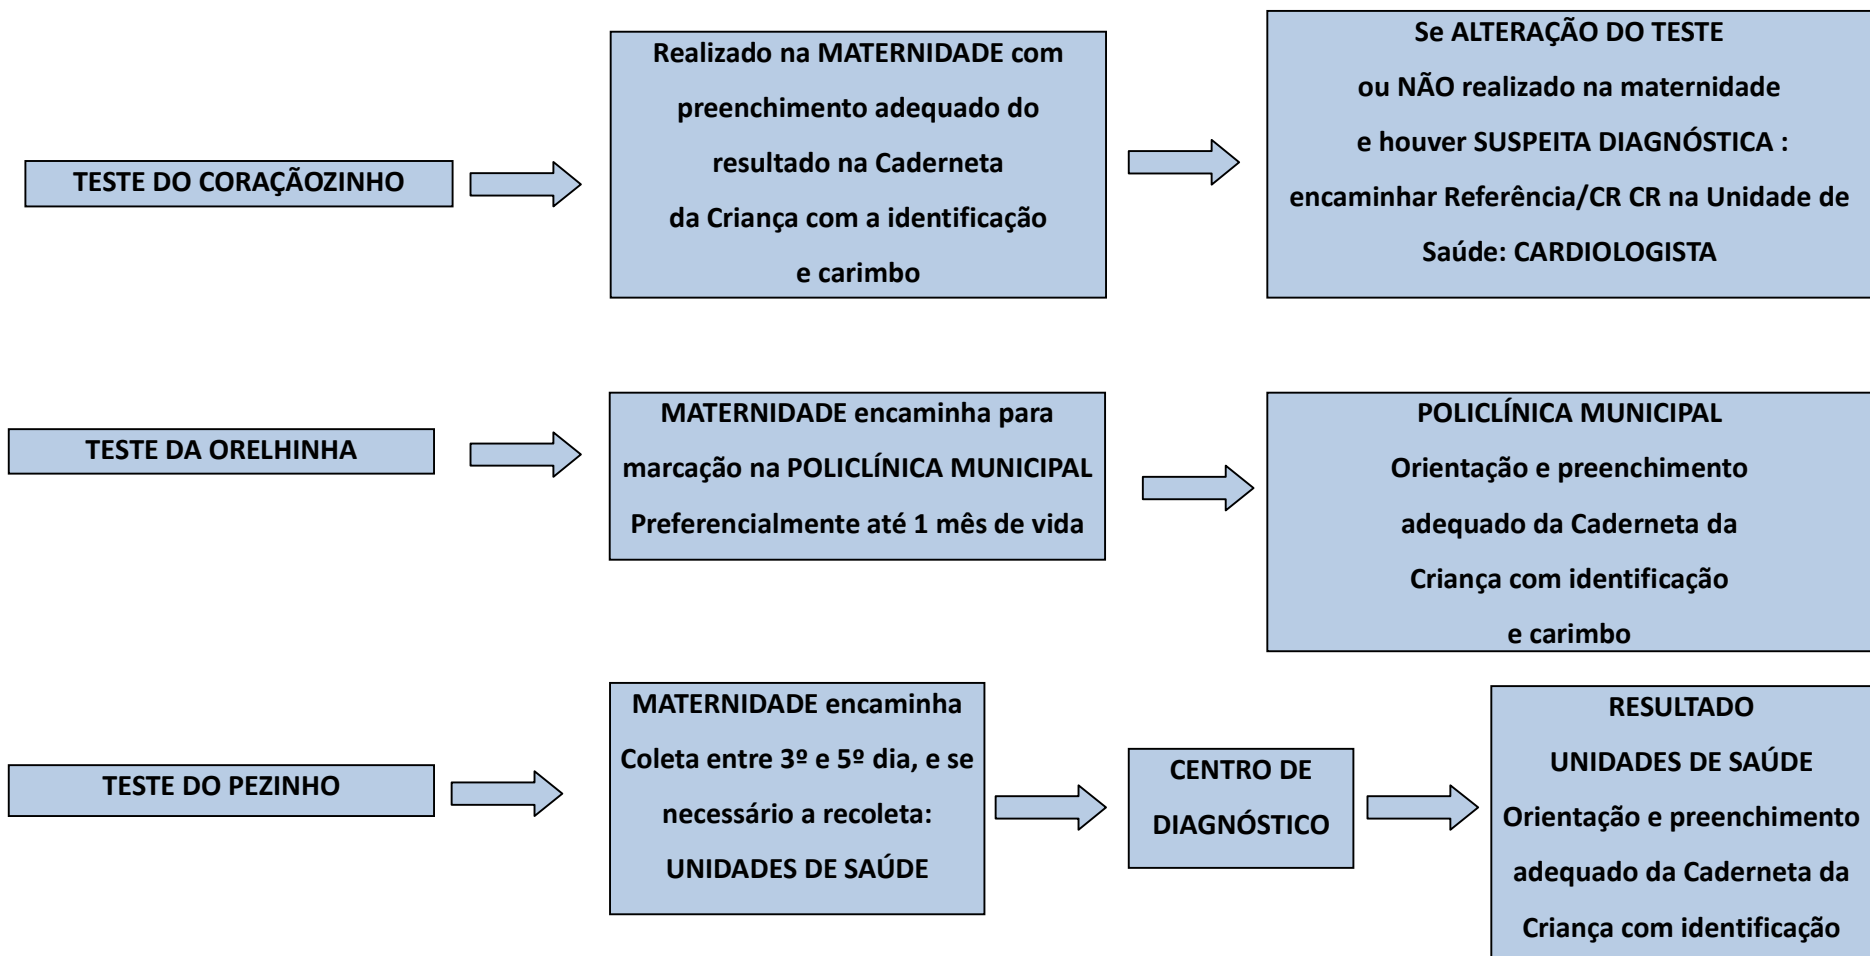 TESTE DO CORAÇÃOZINHO
Realizado na MATERNIDADE com
preenchimento adequado do
resultado na Caderneta
da Criança com a identificação
e carimbo
Se ALTERAÇÃO DO TESTE
ou NÃO realizado na maternidade
e houver SUSPEITA DIAGNÓSTICA :
encaminhar Referência/CR CR na Unidade de
Saúde: CARDIOLOGISTA
TESTE DA ORELHINHA
MATERNIDADE encaminha para
marcação na POLICLÍNICA MUNICIPAL
Preferencialmente até 1 mês de vida
POLICLÍNICA MUNICIPAL
Orientação e preenchimento
adequado da Caderneta da
Criança com identificação
e carimbo
TESTE DO PEZINHO
MATERNIDADE encaminha
Coleta entre 3º e 5º dia, e se
necessário a recoleta:
UNIDADES DE SAÚDE
CENTRO DE
DIAGNÓSTICO
RESULTADO
UNIDADES DE SAÚDE
Orientação e preenchimento
adequado da Caderneta da
Criança com identificação